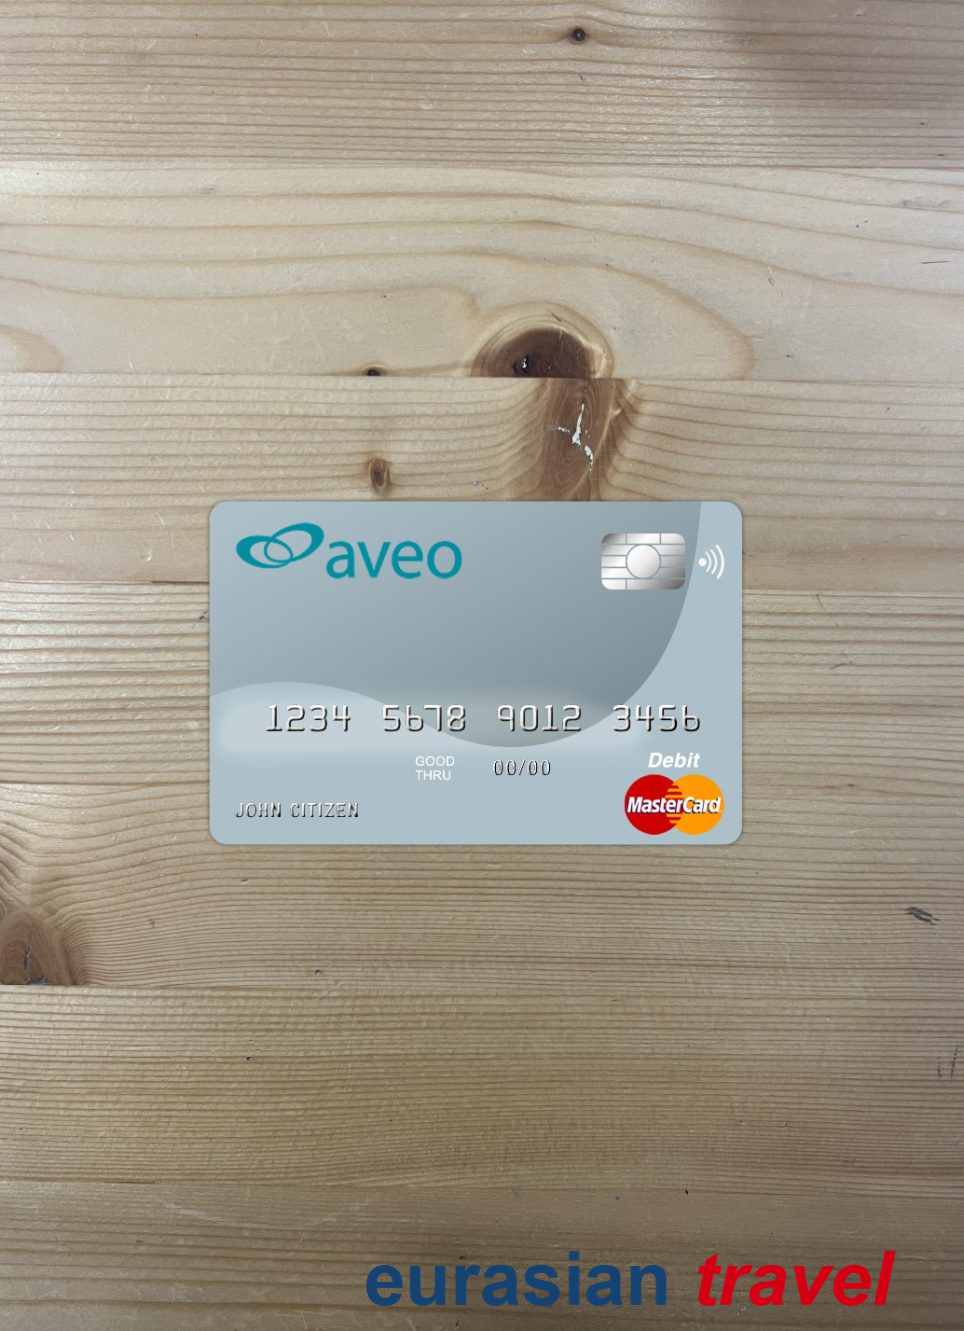 aveo
1234 5678 9012 3456
GOOD THRU 00/00
Debit
JOHN CITIZEN
MasterCard
eurasian travel